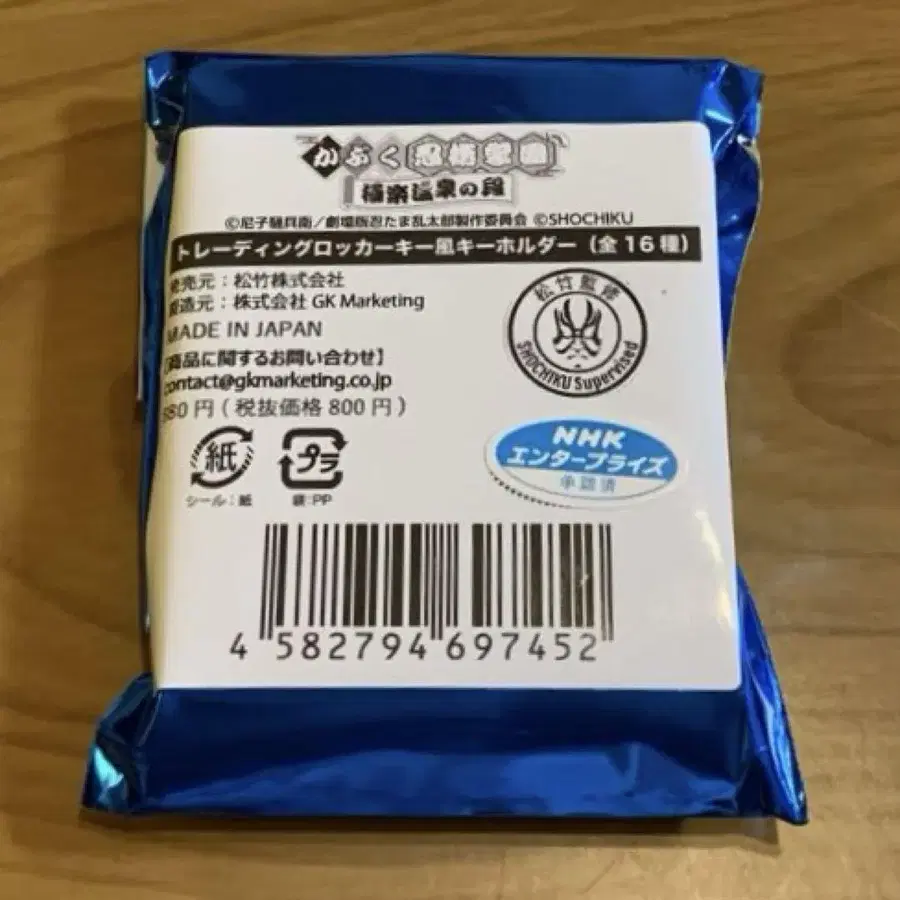 かぶく忍術学園
極楽温泉の段
©尼子騒兵衛／劇場版忍たま乱太郎製作委員会 ©SHOCHIKU
トレーディングロッカーキー風キーホルダー（全16種）
発売元：松竹株式会社
製造元：株式会社 GK Marketing
MADE IN JAPAN
【商品に関するお問い合わせ】
contact@gkmarketing.co.jp
880円（税抜価格 800円）
松竹監修
SHOCHIKU Supervised
NHK
エンタープライズ
承認済
紙
プラ
シール：紙
袋：PP
4 582794 697452